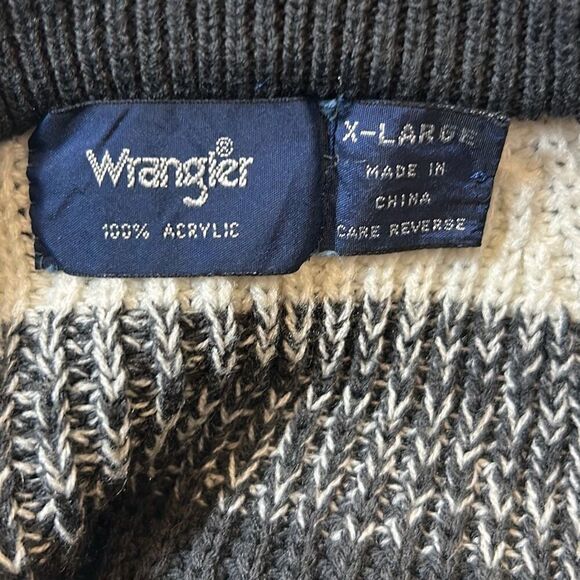 Wrangler®
100% ACRYLIC
X-LARGE
MADE IN
CHINA
CARE REVERSE